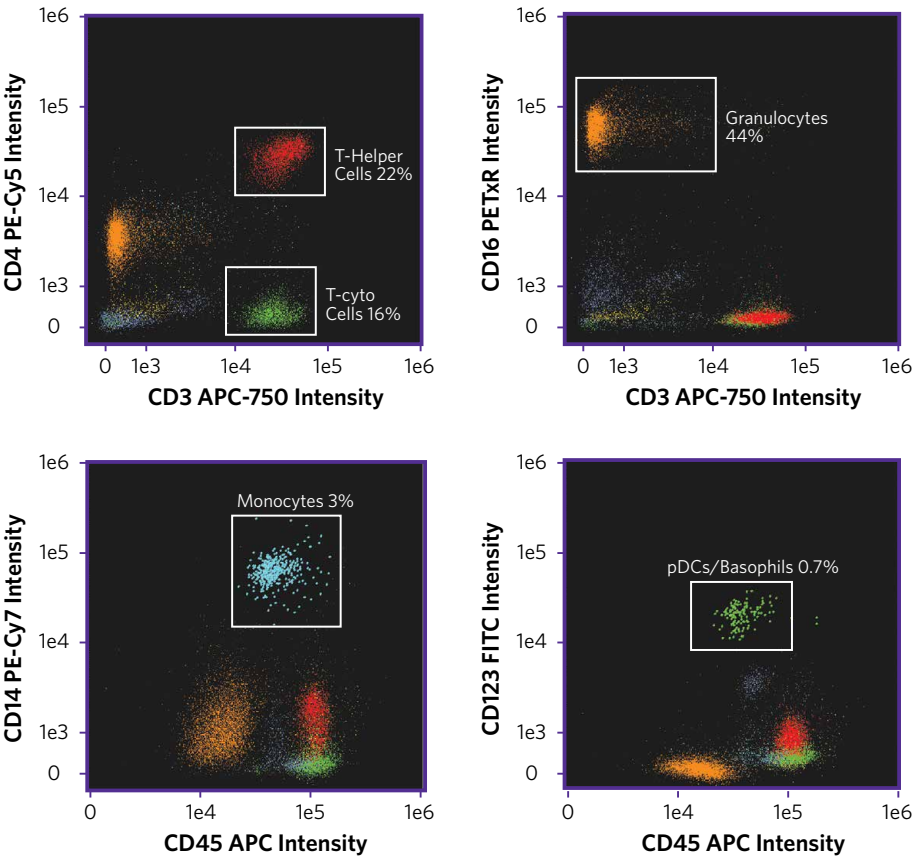 1e6
1e5
1e4
1e3
0
CD4 PE-Cy5 Intensity
T-Helper
Cells 22%
T-cyto
Cells 16%
0 1e3 1e4 1e5 1e6
CD3 APC-750 Intensity
1e6
1e5
1e4
1e3
0
CD16 PETxR Intensity
Granulocytes
44%
0 1e3 1e4 1e5 1e6
CD3 APC-750 Intensity
1e6
1e5
1e4
1e3
0
CD14 PE-Cy7 Intensity
Monocytes 3%
0 1e4 1e5 1e6
CD45 APC Intensity
1e6
1e5
1e4
1e3
0
CD123 FITC Intensity
pDCs/Basophils 0.7%
0 1e4 1e5 1e6
CD45 APC Intensity